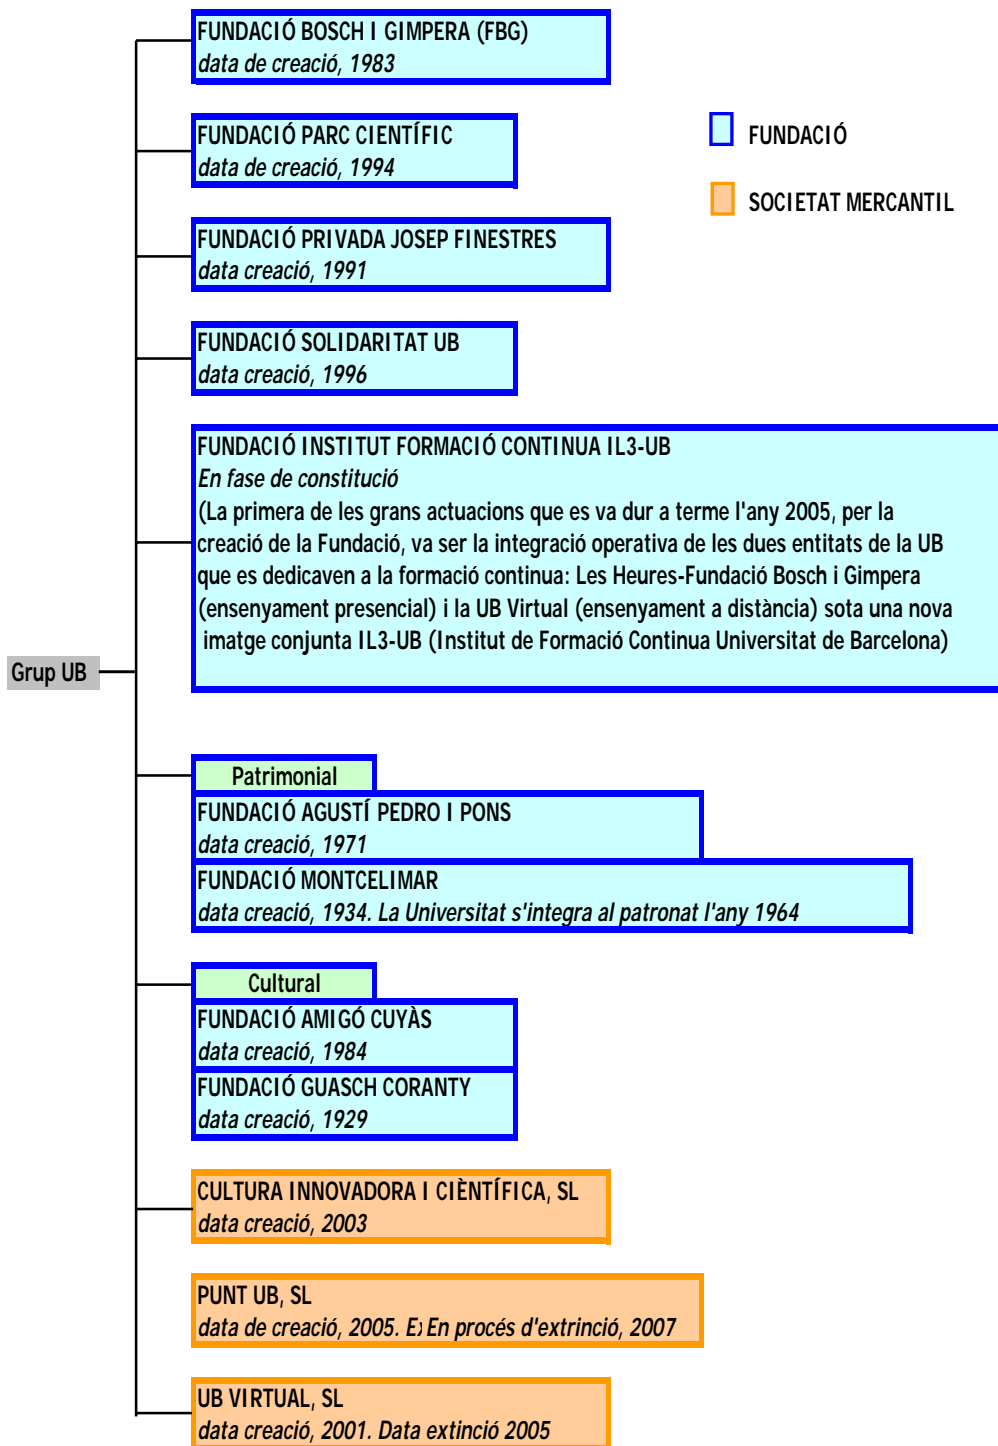 FUNDACIÓ BOSCH I GIMPERA (FBG)
data de creació, 1983
FUNDACIÓ PARC CIENTÍFIC
data de creació, 1994
FUNDACIÓ
SOCIETAT MERCANTIL
FUNDACIÓ PRIVADA JOSEP FINESTRES
data creació, 1991
FUNDACIÓ SOLIDARITAT UB
data creació, 1996
FUNDACIÓ INSTITUT FORMACIÓ CONTINUA IL3-UB
En fase de constitució
(La primera de les grans actuacions que es va dur a terme l'any 2005, per la
creació de la Fundació, va ser la integració operativa de les dues entitats de la UB
que es dedicaven a la formació continua: Les Heures-Fundació Bosch i Gimpera
(ensenyament presencial) i la UB Virtual (ensenyament a distància) sota una nova
imatge conjunta IL3-UB (Institut de Formació Continua Universitat de Barcelona)
Grup UB
Patrimonial
FUNDACIÓ AGUSTÍ PEDRO I PONS
data creació, 1971
FUNDACIÓ MONTCELIMAR
data creació, 1934. La Universitat s'integra al patronat l'any 1964
Cultural
FUNDACIÓ AMIGÓ CUYÀS
data creació, 1984
FUNDACIÓ GUASCH CORANTY
data creació, 1929
CULTURA INNOVADORA I CIÈNTÍFICA, SL
data creació, 2003
PUNT UB, SL
data de creació, 2005. En procés d'extrinció, 2007
UB VIRTUAL, SL
data creació, 2001. Data extinció 2005